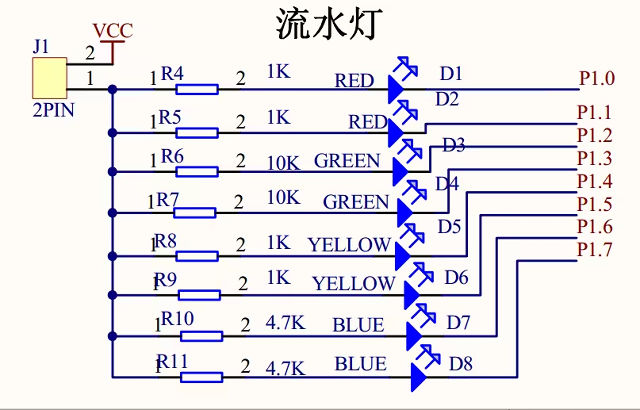 流水灯
J1
VCC
2
1
2PIN
1 R4 2 1K RED D1 P1.0
1 R5 2 1K RED D2 P1.1
1 R6 2 10K GREEN D3 P1.2
1 R7 2 10K GREEN D4 P1.3
1 R8 2 1K YELLOW D5 P1.4
1 R9 2 1K YELLOW D6 P1.5
1 R10 2 4.7K BLUE D7 P1.6
1 R11 2 4.7K BLUE D8 P1.7